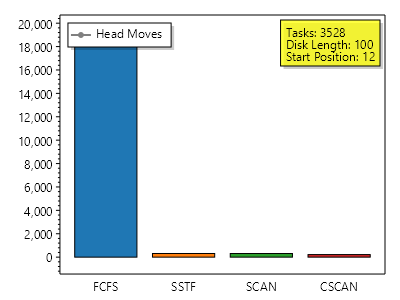 20,000
18,000
16,000
14,000
12,000
10,000
8,000
6,000
4,000
2,000
0
Head Moves
Tasks: 3528
Disk Length: 100
Start Position: 12
FCFS SSTF SCAN CSCAN